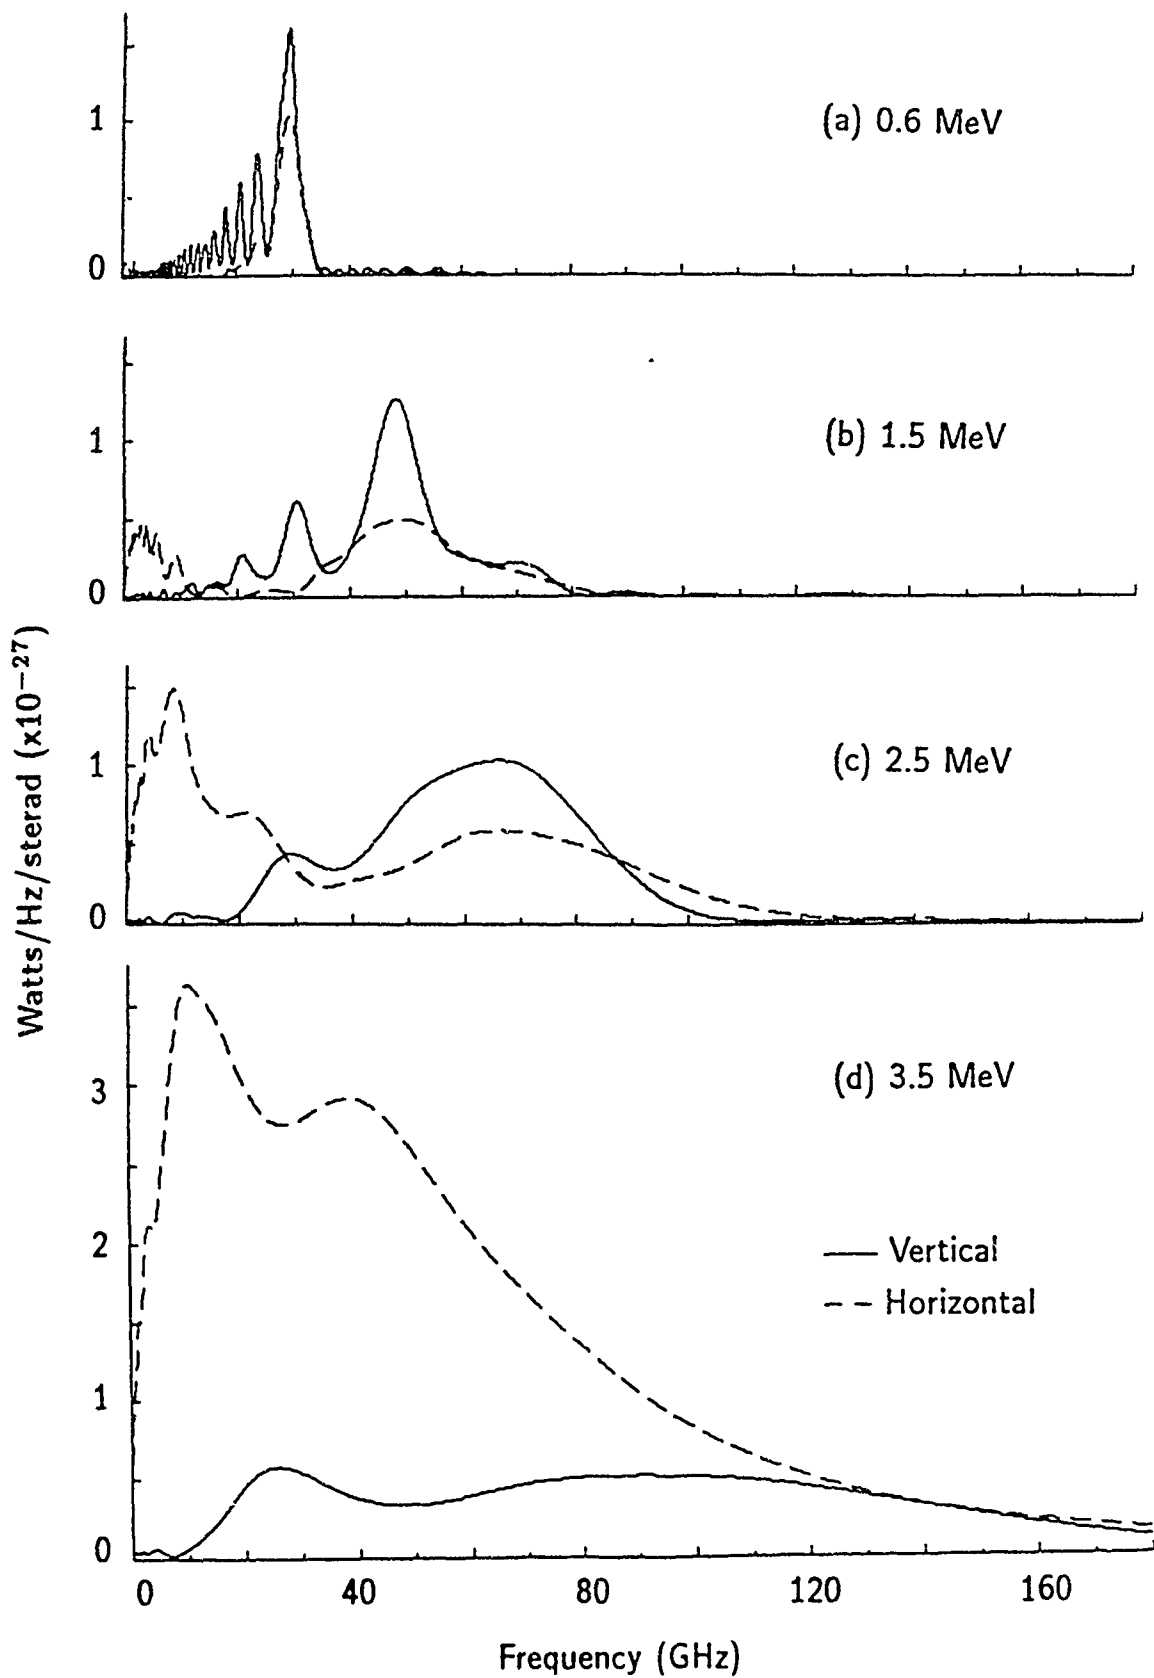 1
(a) 0.6 MeV
0
1
(b) 1.5 MeV
0
Watts/Hz/sterad (x10⁻²⁷)
1
(c) 2.5 MeV
0
3
(d) 3.5 MeV
2
Vertical
Horizontal
1
0
0 40 80 120 160
Frequency (GHz)